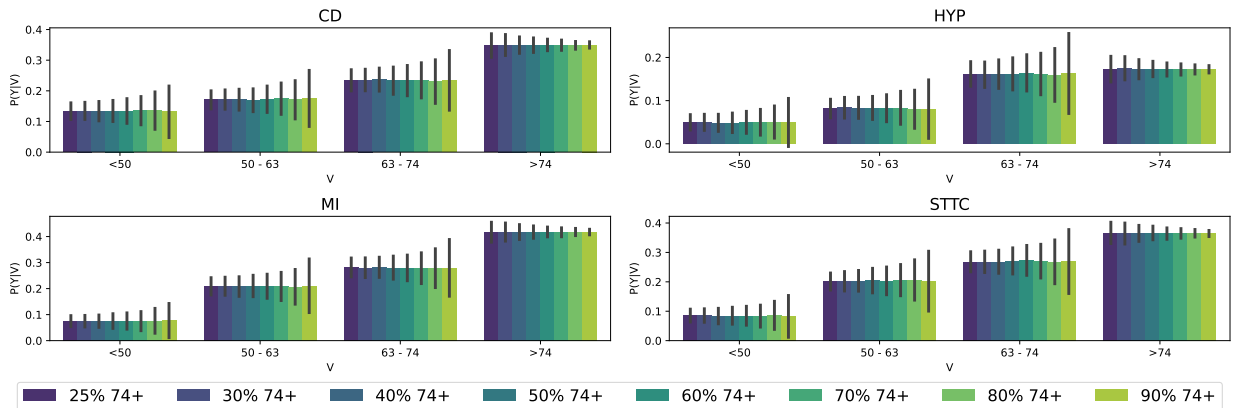 CD
P(Y|V)
0.4
0.3
0.2
0.1
0.0
<50
50 - 63
63 - 74
>74
V
HYP
P(Y|V)
0.2
0.1
0.0
<50
50 - 63
63 - 74
>74
V
MI
P(Y|V)
0.4
0.3
0.2
0.1
0.0
<50
50 - 63
63 - 74
>74
V
STTC
P(Y|V)
0.4
0.3
0.2
0.1
0.0
<50
50 - 63
63 - 74
>74
V
25% 74+
30% 74+
40% 74+
50% 74+
60% 74+
70% 74+
80% 74+
90% 74+